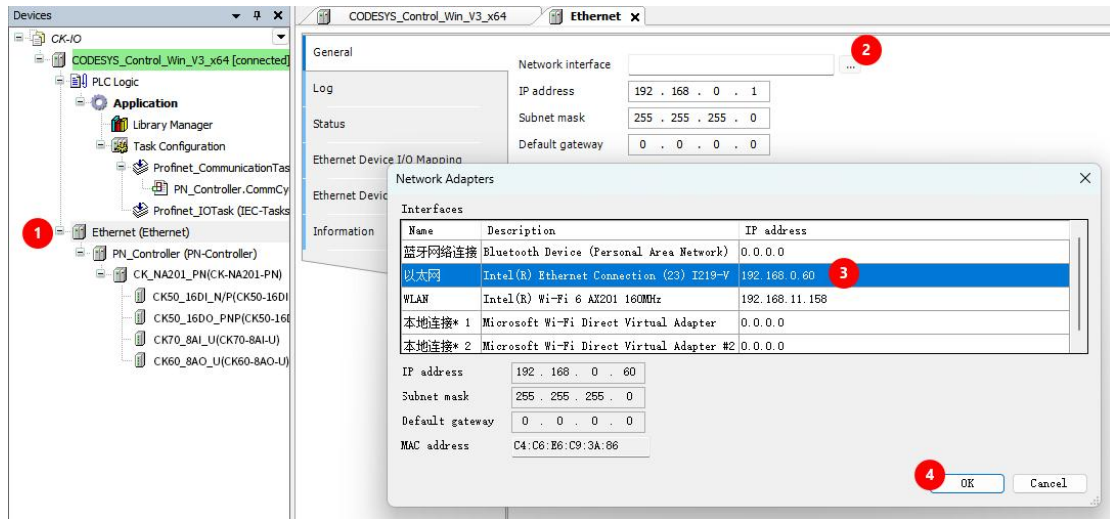 Devices
CK-IO
CODESYS_Control_Win_V3_x64 [connected]
PLC Logic
Application
Library Manager
Task Configuration
Profinet_CommunicationTas
PN_Controller.CommCy
Profinet_IOTask (IEC-Tasks
1
Ethernet (Ethernet)
PN_Controller (PN-Controller)
CK_NA201_PN(CK-NA201-PN)
CK50_16DI_N/P(CK50-16DI
CK50_16DO_PNP(CK50-16
CK70_8AI_U(CK70-8AI-U)
CK60_8AO_U(CK60-8AO-U)
CODESYS_Control_Win_V3_x64
Ethernet
General
Log
Status
Ethernet Device I/O Mapping
Ethernet Devic
Information
Network interface
...
2
IP address 192 . 168 . 0 . 1
Subnet mask 255 . 255 . 255 . 0
Default gateway 0 . 0 . 0 . 0
Network Adapters
Interfaces
Name Description IP address
蓝牙网络连接 Bluetooth Device (Personal Area Network) 0.0.0.0
以太网 Intel(R) Ethernet Connection (23) I219-V 192.168.0.60 3
WLAN Intel(R) Wi-Fi 6 AX201 160MHz 192.168.11.158
本地连接* 1 Microsoft Wi-Fi Direct Virtual Adapter 0.0.0.0
本地连接* 2 Microsoft Wi-Fi Direct Virtual Adapter #2 0.0.0.0
IP address 192 . 168 . 0 . 60
Subnet mask 255 . 255 . 255 . 0
Default gateway 0 . 0 . 0 . 0
MAC address C4:C6:E6:C9:3A:86
4
OK Cancel